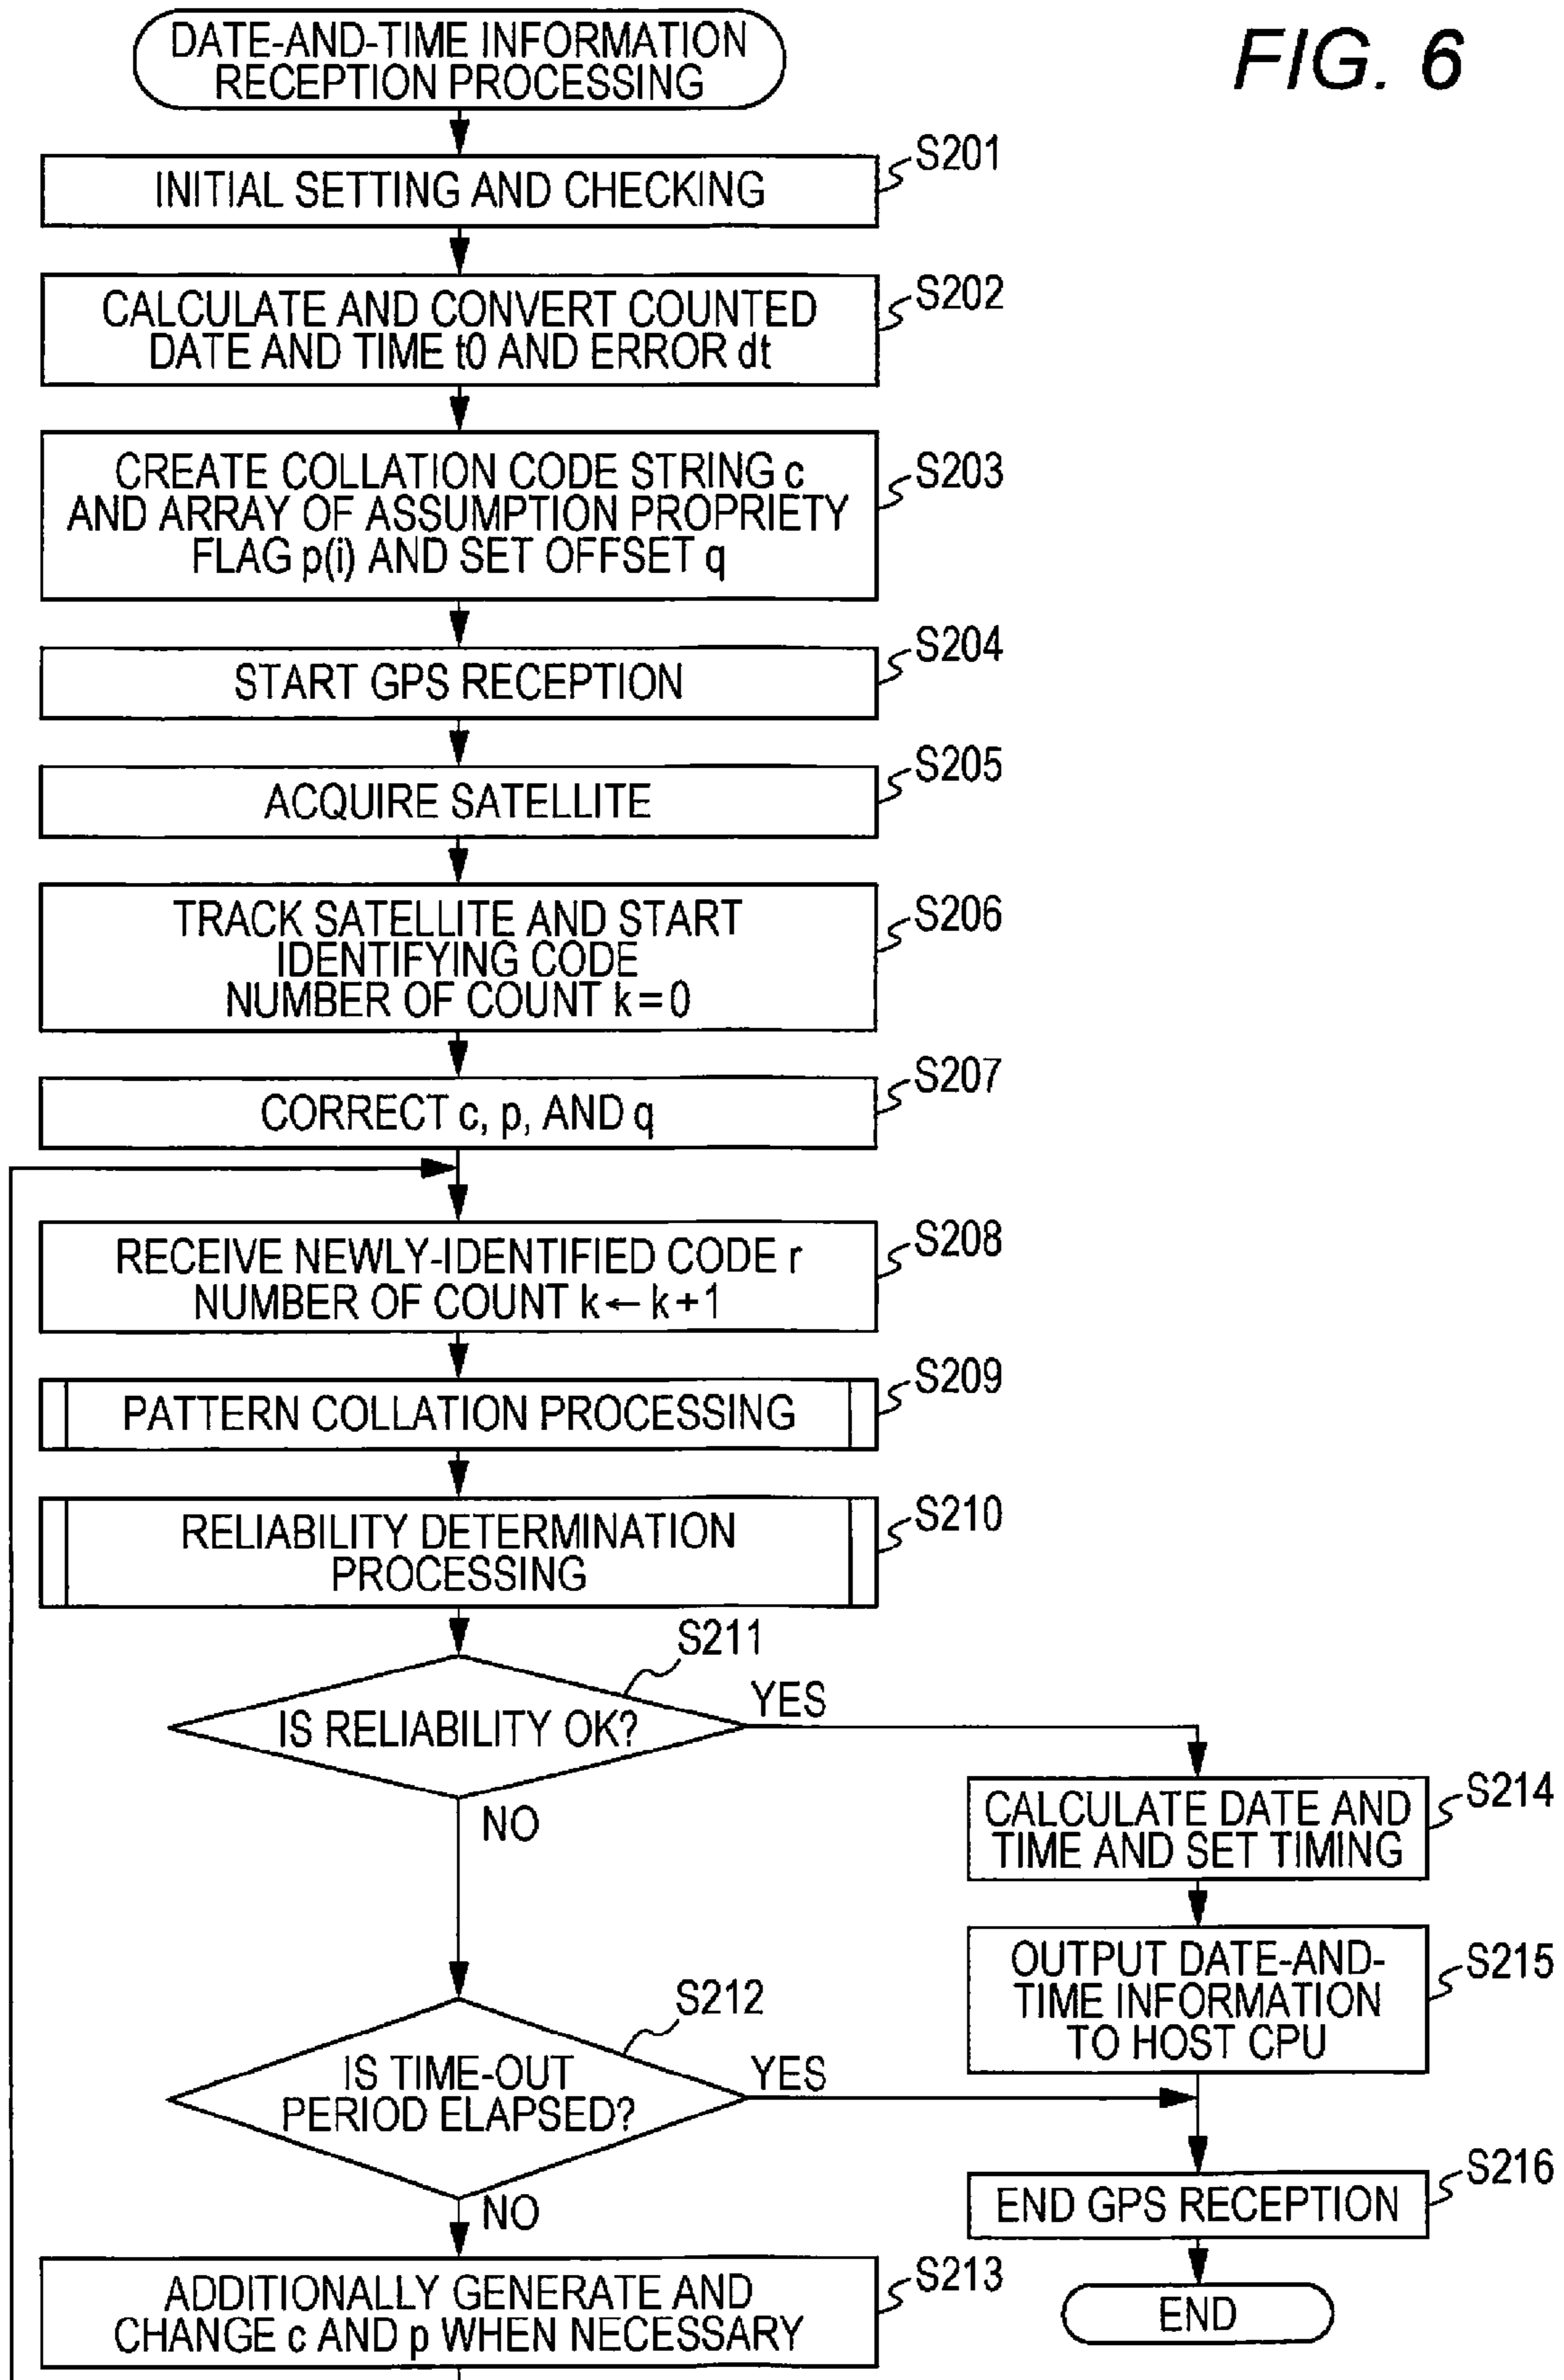 FIG. 6
DATE-AND-TIME INFORMATION
RECEPTION PROCESSING
S201
INITIAL SETTING AND CHECKING
S202
CALCULATE AND CONVERT COUNTED
DATE AND TIME t0 AND ERROR dt
S203
CREATE COLLATION CODE STRING c
AND ARRAY OF ASSUMPTION PROPRIETY
FLAG p(i) AND SET OFFSET q
S204
START GPS RECEPTION
S205
ACQUIRE SATELLITE
S206
TRACK SATELLITE AND START
IDENTIFYING CODE
NUMBER OF COUNT k=0
S207
CORRECT c, p, AND q
S208
RECEIVE NEWLY-IDENTIFIED CODE r
NUMBER OF COUNT k←k+1
S209
PATTERN COLLATION PROCESSING
S210
RELIABILITY DETERMINATION
PROCESSING
S211
IS RELIABILITY OK?
YES
NO
S214
CALCULATE DATE AND
TIME AND SET TIMING
S215
OUTPUT DATE-AND-
TIME INFORMATION
TO HOST CPU
S212
IS TIME-OUT
PERIOD ELAPSED?
YES
NO
S216
END GPS RECEPTION
END
S213
ADDITIONALLY GENERATE AND
CHANGE c AND p WHEN NECESSARY